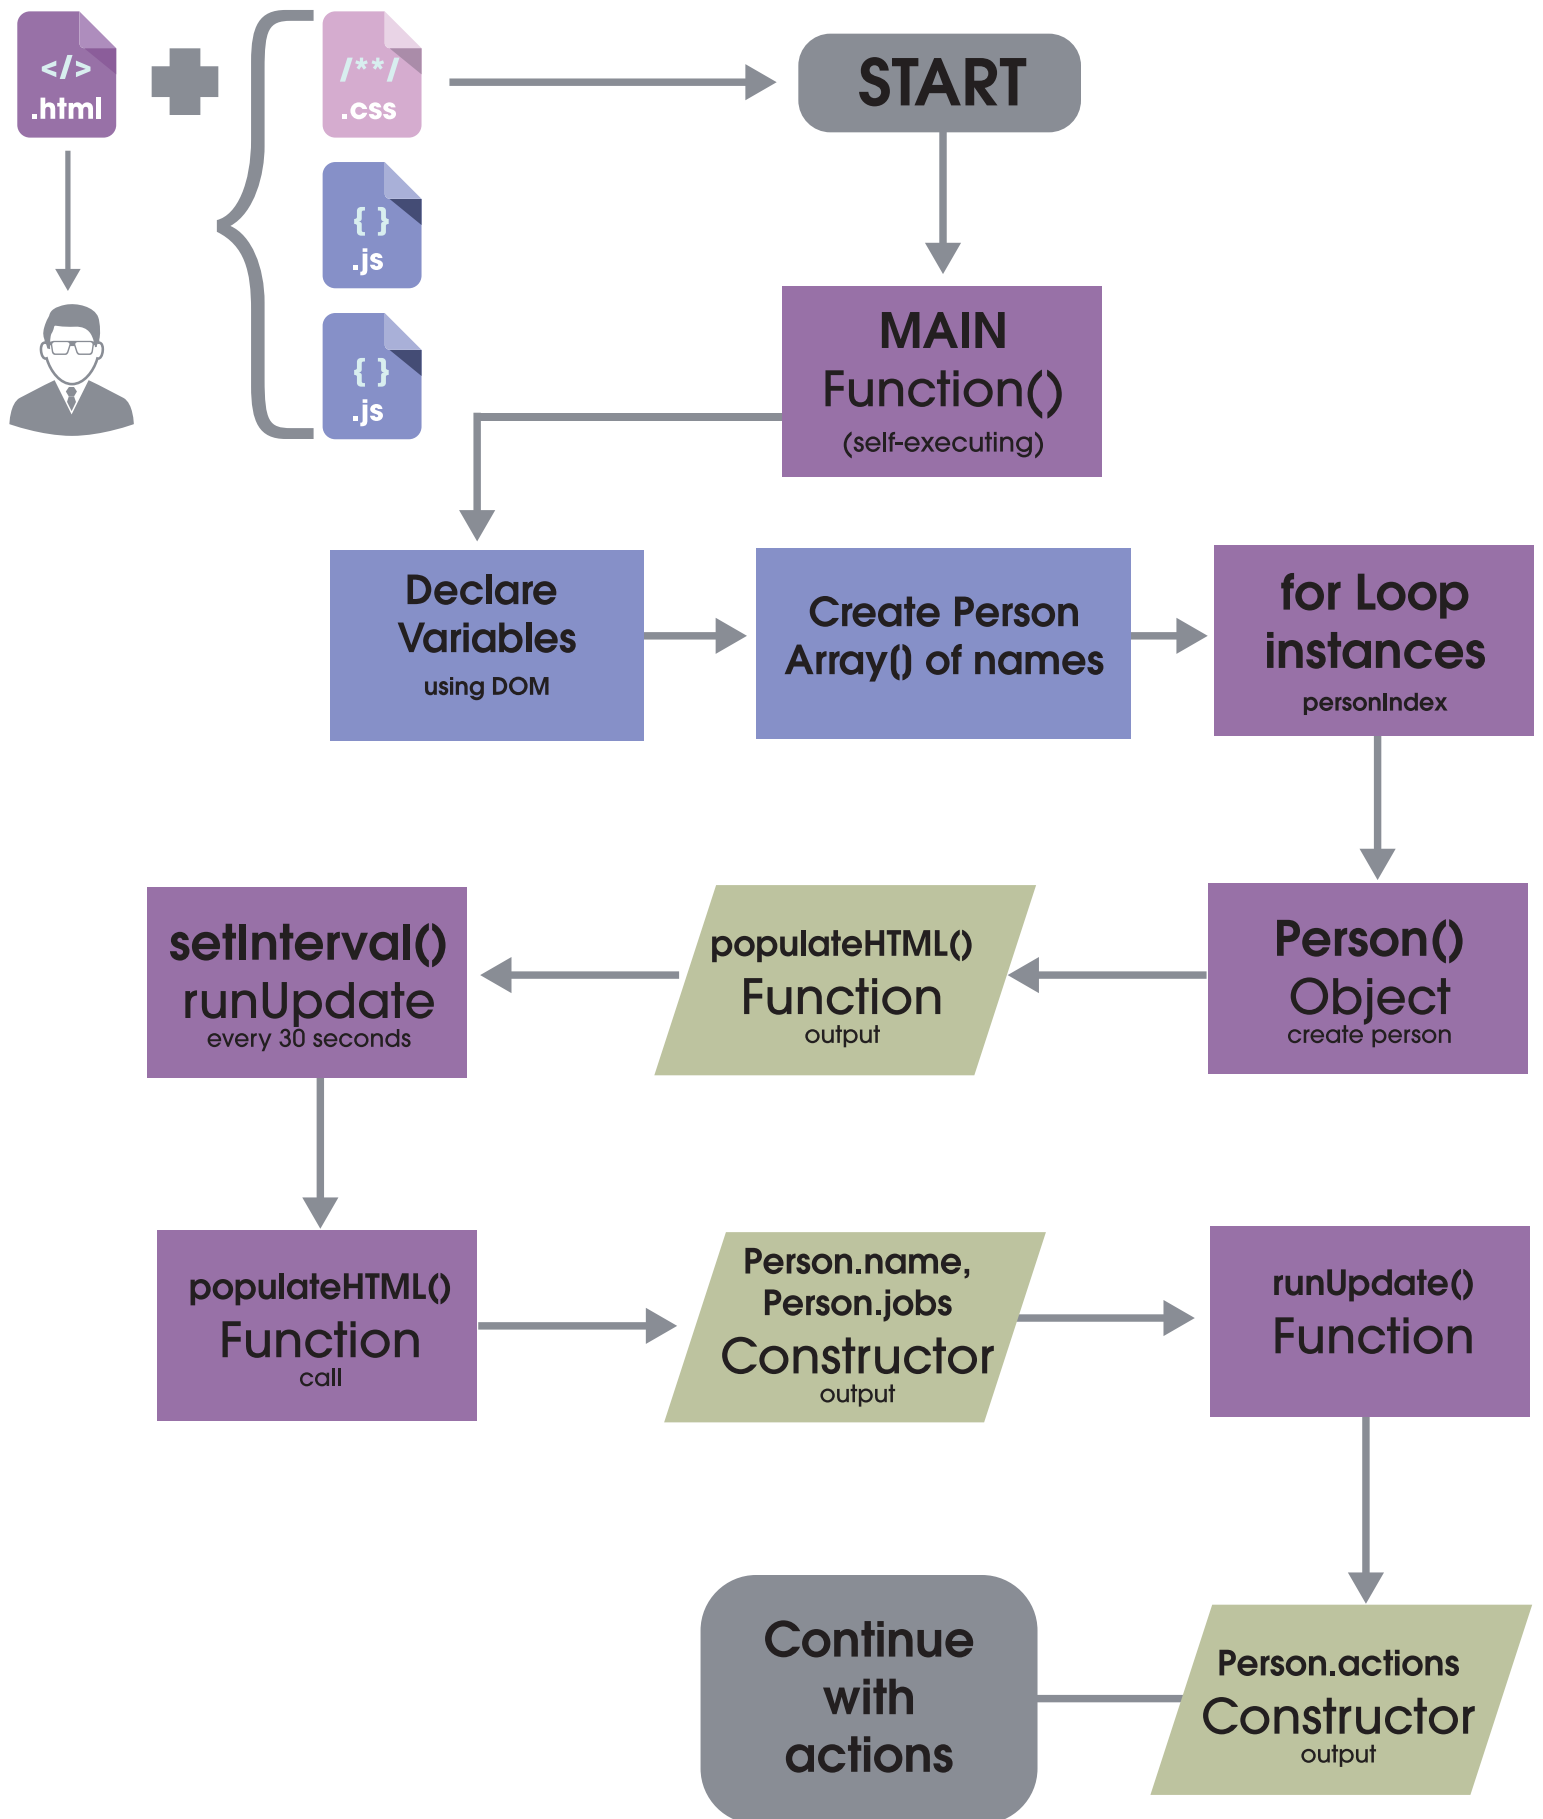 </>
.html
/**/
.css
{ }
.js
{ }
.js
START
MAIN
Function()
(self-executing)
Declare
Variables
using DOM
Create Person
Array() of names
for Loop
instances
personIndex
Person()
Object
create person
populateHTML()
Function
output
setInterval()
runUpdate
every 30 seconds
populateHTML()
Function
call
Person.name,
Person.jobs
Constructor
output
runUpdate()
Function
Person.actions
Constructor
output
Continue
with
actions